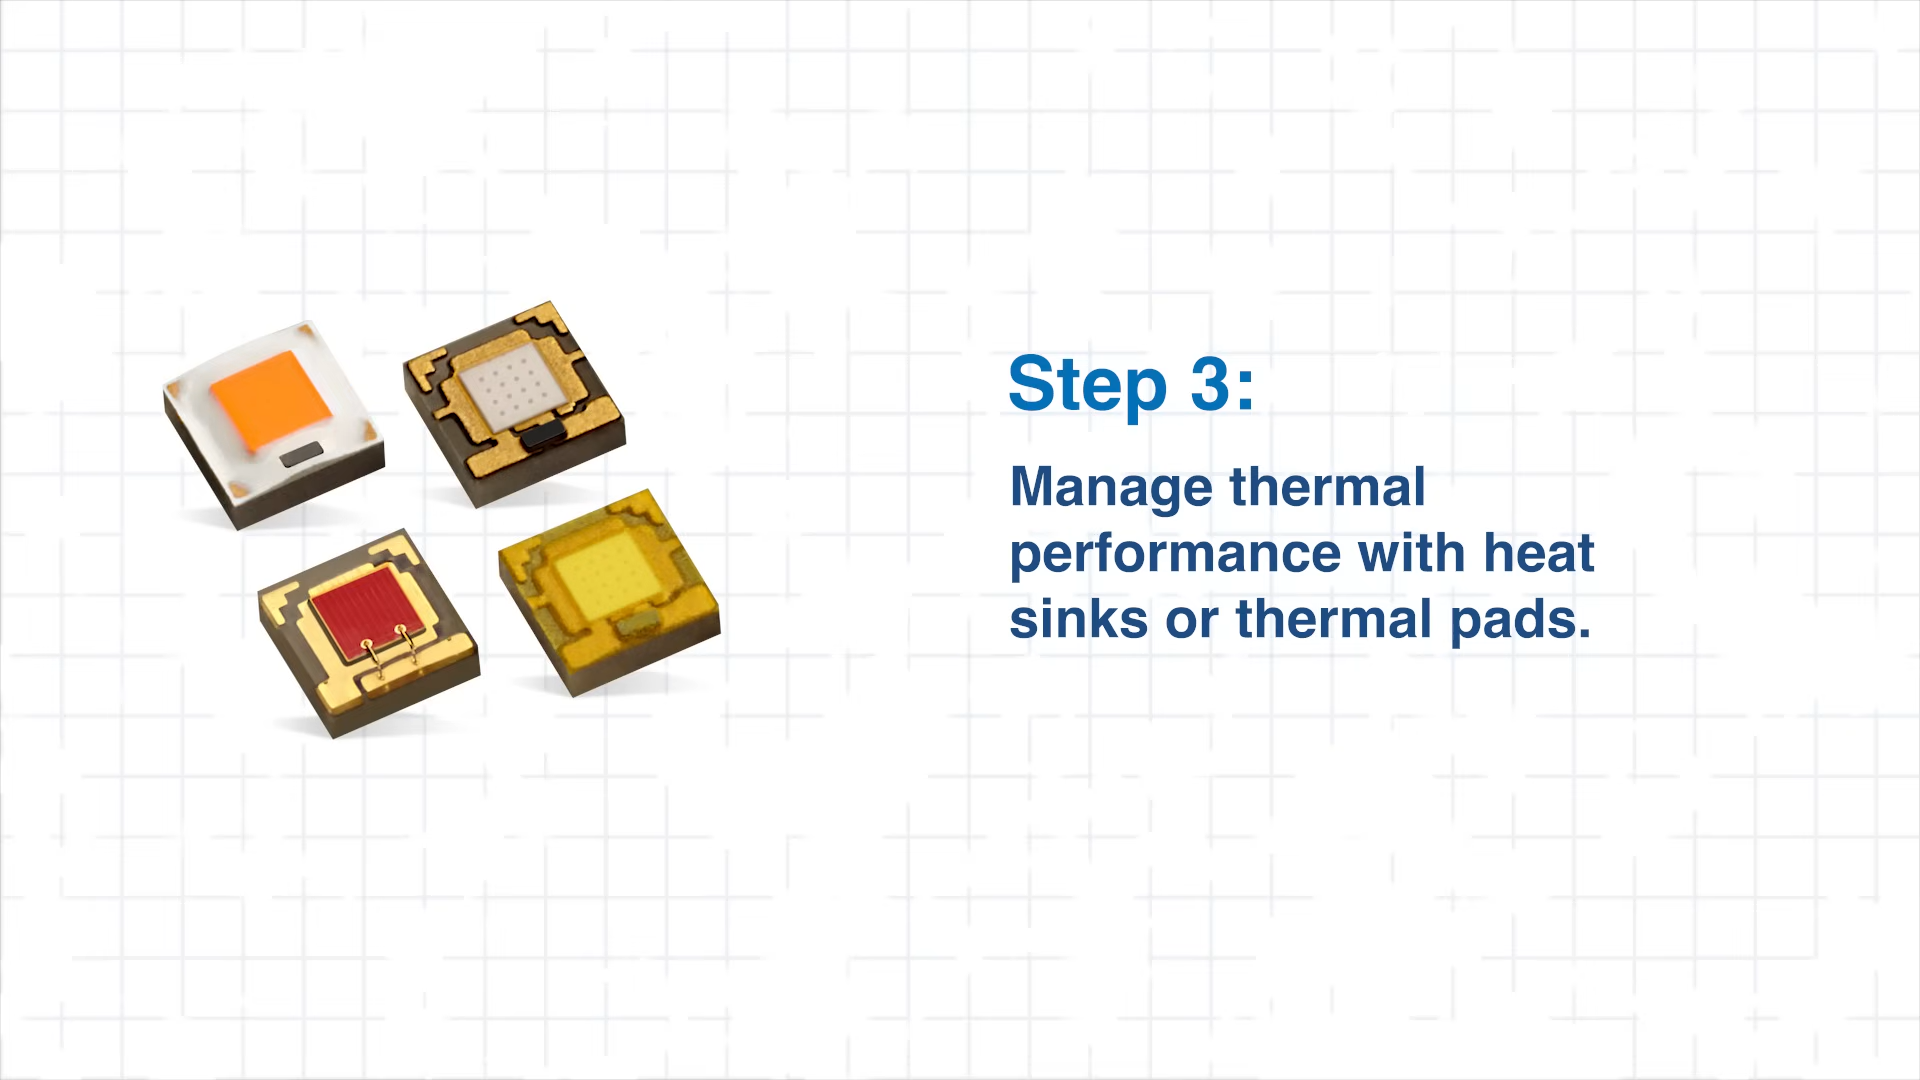 Step 3:
Manage thermal
performance with heat
sinks or thermal pads.